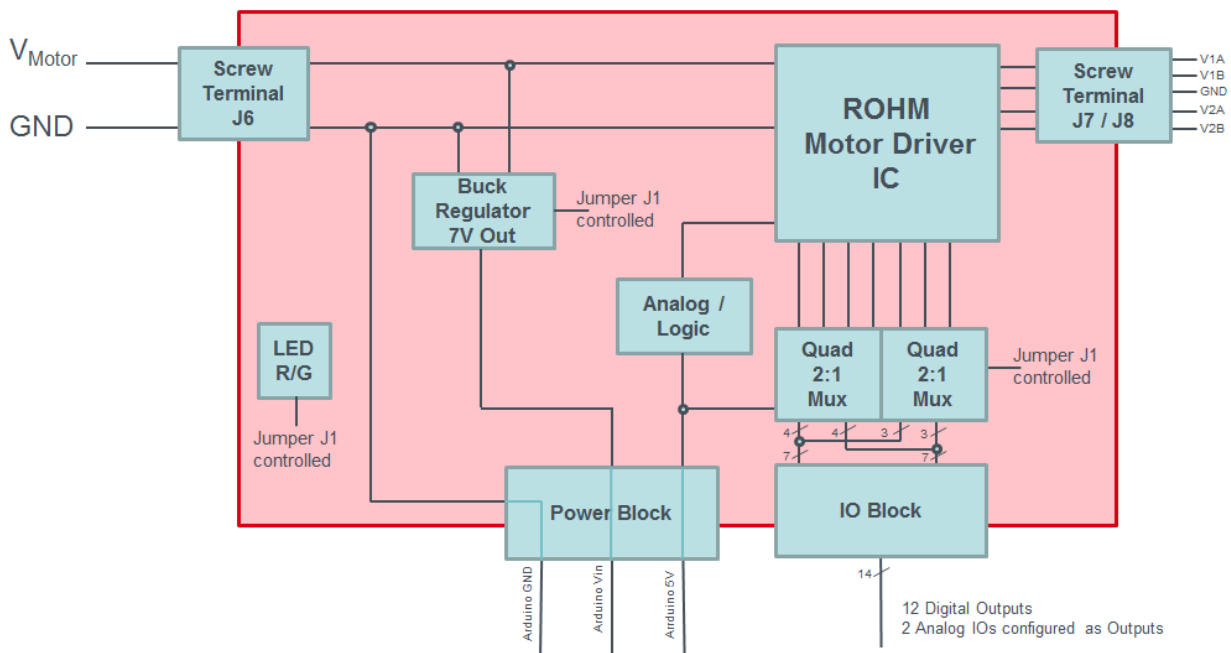 V Motor
GND
Screw
Terminal
J6
ROHM
Motor Driver
IC
Screw
Terminal
J7 / J8
V1A
V1B
GND
V2A
V2B
Buck
Regulator
7V Out
Jumper J1
controlled
Analog /
Logic
LED
R/G
Jumper J1
controlled
Quad
2:1
Mux
Quad
2:1
Mux
Jumper J1
controlled
4
4
3
3
7
7
Power Block
IO Block
Arduino GND
Arduino Vin
Arduino 5V
14
12 Digital Outputs
2 Analog IOs configured as Outputs